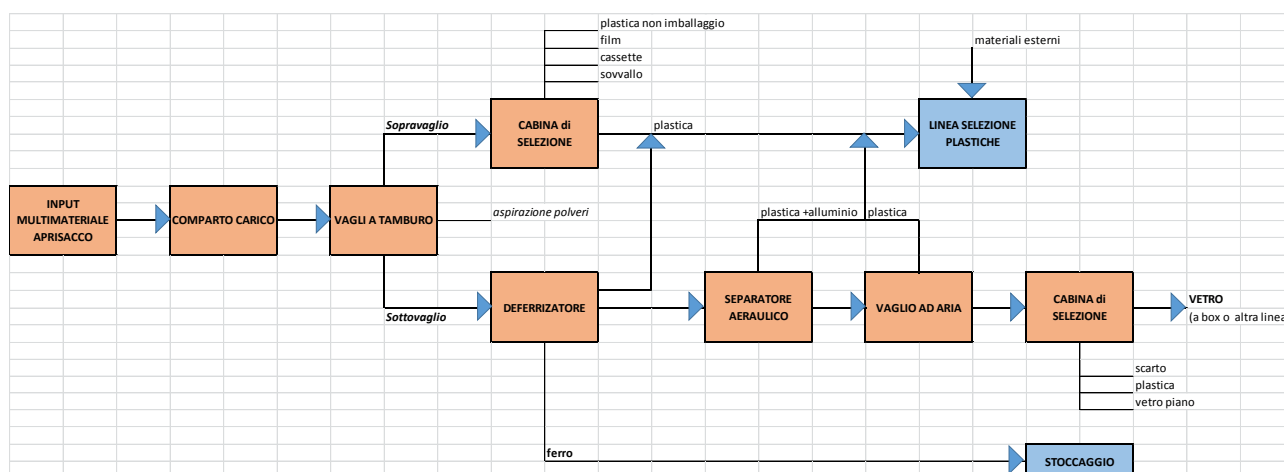 plastica non imballaggio
film
cassette
sovvallo
materiali esterni
Sopravaglio
CABINA di
SELEZIONE
plastica
LINEA SELEZIONE
PLASTICHE
INPUT
MULTIMATERIALE
APRISACCO
COMPARTO CARICO
VAGLI A TAMBURO
aspirazione polveri
plastica +alluminio
plastica
Sottovaglio
DEFERRIZATORE
SEPARATORE
AERAULICO
VAGLIO AD ARIA
CABINA di
SELEZIONE
VETRO
(a box o altra linea
scarto
plastica
vetro piano
ferro
STOCCAGGIO